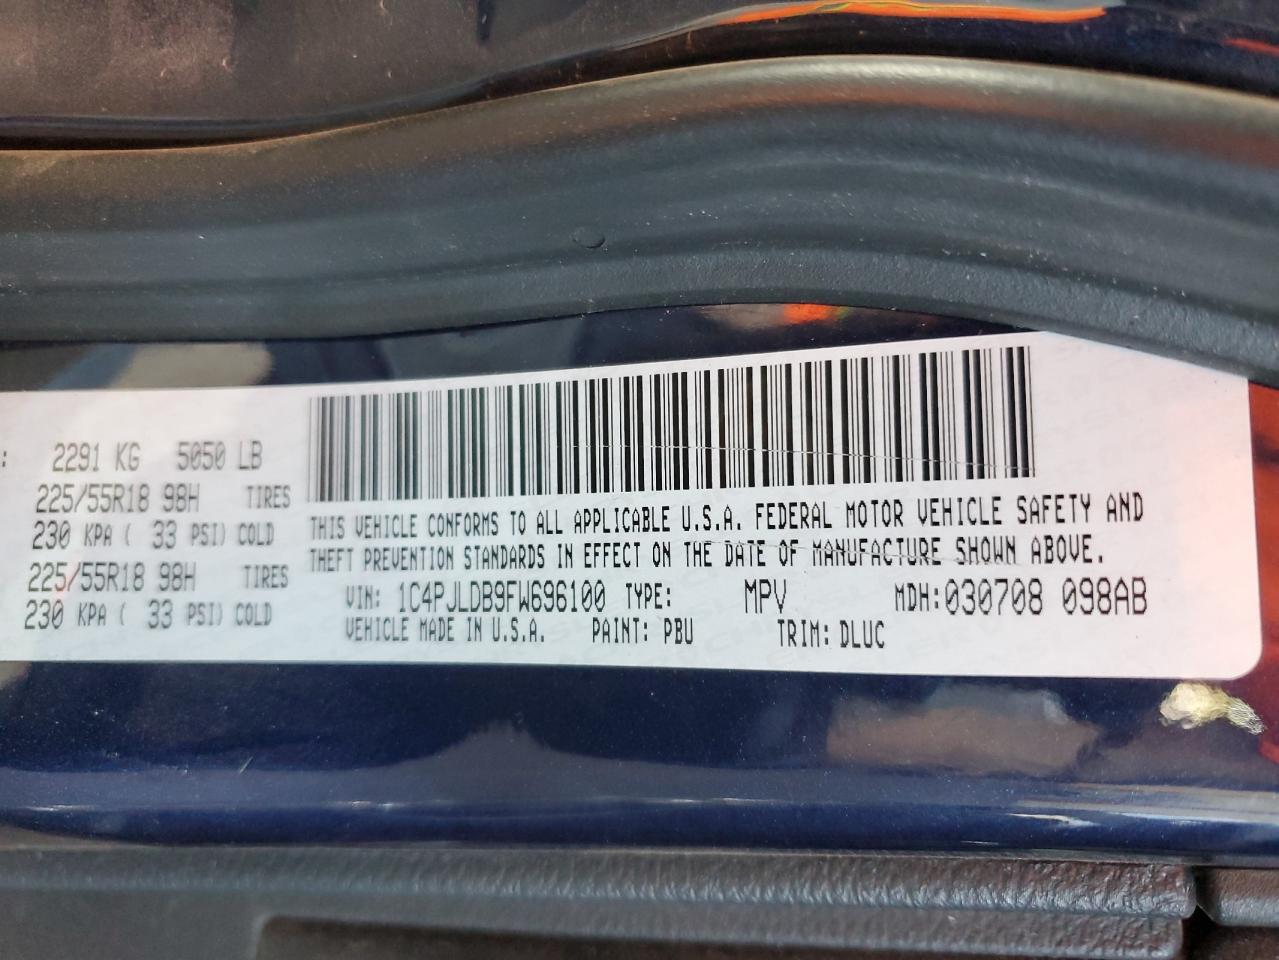 : 2291 KG 5050 LB
225/55R18 98H TIRES
230 KPA ( 33 PSI) COLD
225/55R18 98H TIRES
230 KPA ( 33 PSI) COLD
THIS VEHICLE CONFORMS TO ALL APPLICABLE U.S.A. FEDERAL MOTOR VEHICLE SAFETY AND
THEFT PREVENTION STANDARDS IN EFFECT ON THE DATE OF MANUFACTURE SHOWN ABOVE.
VIN: 1C4PJLDB9FW696100 TYPE: MPV MDH:030708 098AB
VEHICLE MADE IN U.S.A. PAINT: PBU TRIM: DLUC